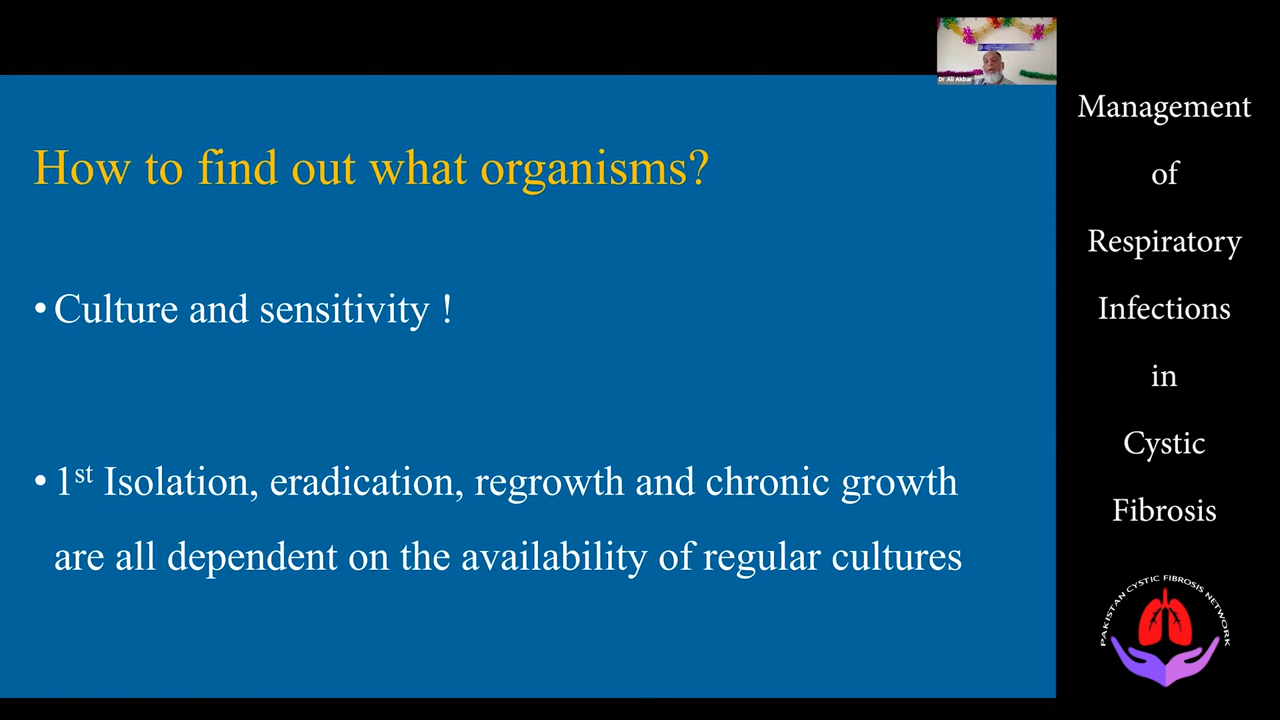 Dr Ali Akbar
How to find out what organisms?
• Culture and sensitivity !
• 1st Isolation, eradication, regrowth and chronic growth
are all dependent on the availability of regular cultures
Management
of
Respiratory
Infections
in
Cystic
Fibrosis
PAKISTAN CYSTIC FIBROSIS NETWORK